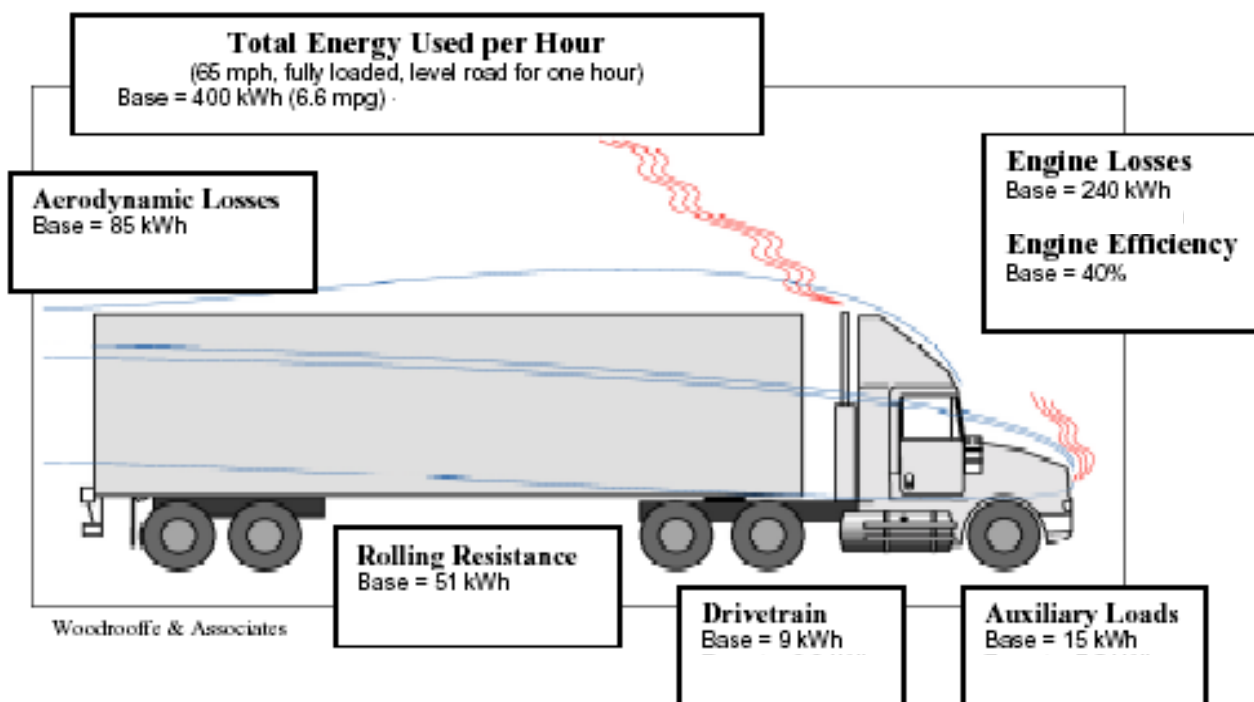 Total Energy Used per Hour
(65 mph, fully loaded, level road for one hour)
Base = 400 kWh (6.6 mpg)
Aerodynamic Losses
Base = 85 kWh
Engine Losses
Base = 240 kWh
Engine Efficiency
Base = 40%
Rolling Resistance
Base = 51 kWh
Drivetrain
Base = 9 kWh
Auxiliary Loads
Base = 15 kWh
Woodrooffe & Associates